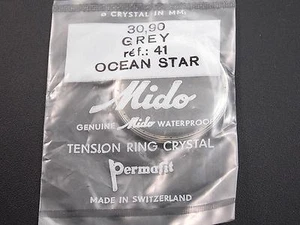 ø CRYSTAL IN MM.
30,90
GREY
réf.: 41
OCEAN STAR
Mido
GENUINE Mido WATERPROOF
TENSION RING CRYSTAL
Permafit
MADE IN SWITZERLAND